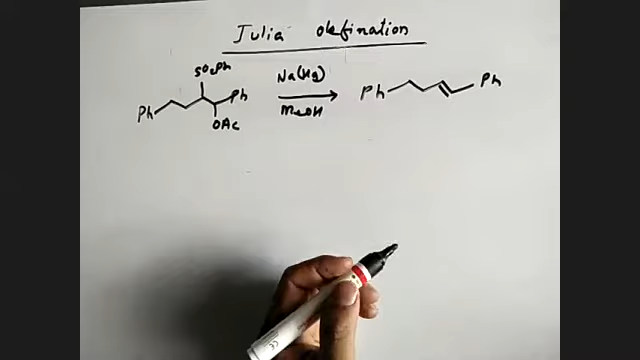 Julia olefination
SO₂Ph
Na(Hg)
Ph
Ph
Ph
Ph
MeOH
OAc